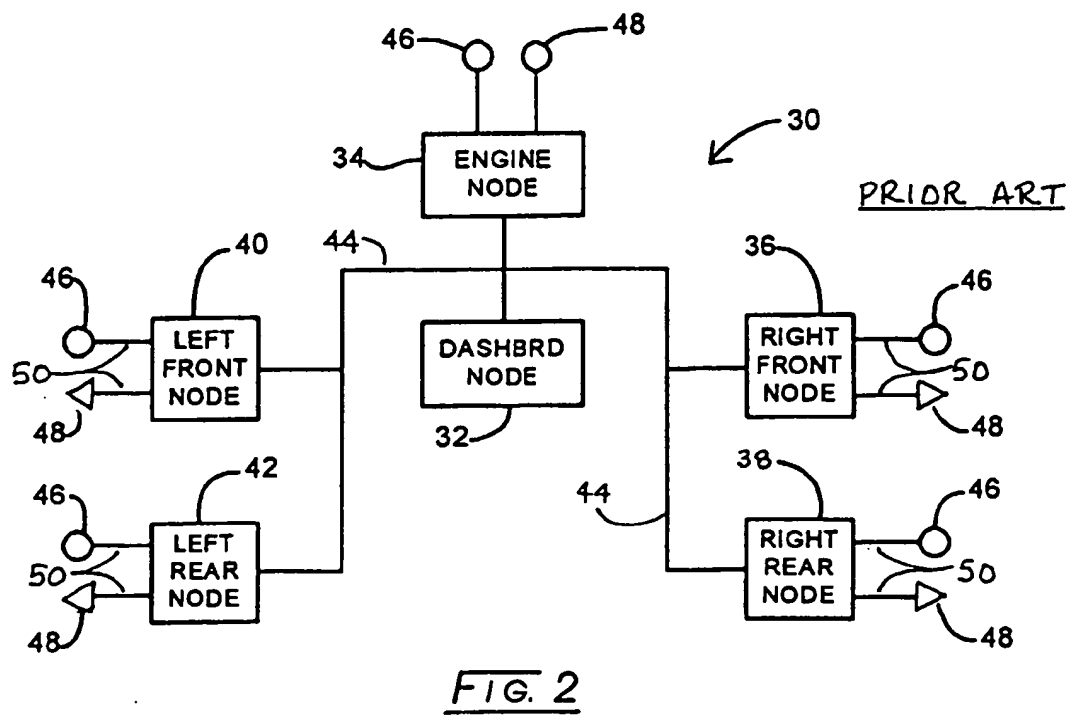 46
48
34
ENGINE
NODE
30
PRIOR ART
44
40
36
46
46
LEFT
FRONT
NODE
DASHBRD
NODE
RIGHT
FRONT
NODE
50
50
48
32
48
42
38
46
44
46
LEFT
REAR
NODE
RIGHT
REAR
NODE
50
50
48
48
FIG. 2